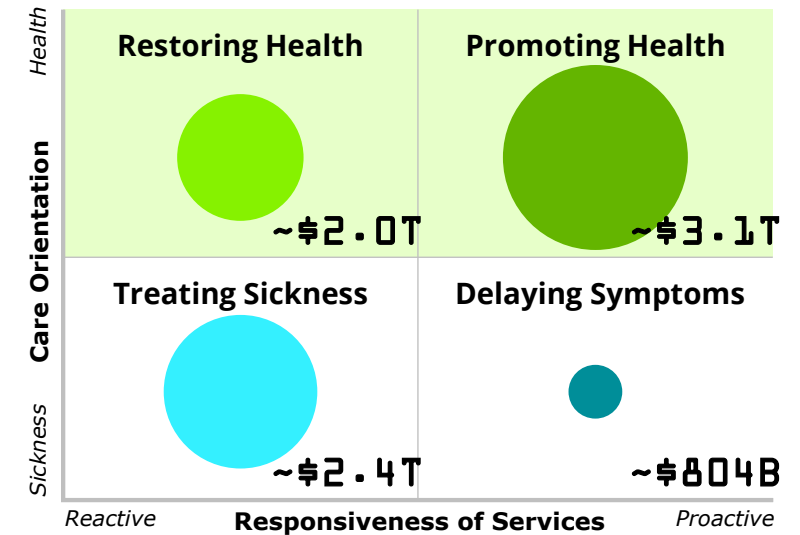 Health
Restoring Health
Promoting Health
~$2.0T
~$3.1T
Care Orientation
Treating Sickness
Delaying Symptoms
~$2.4T
~$804B
Sickness
Reactive
Responsiveness of Services
Proactive